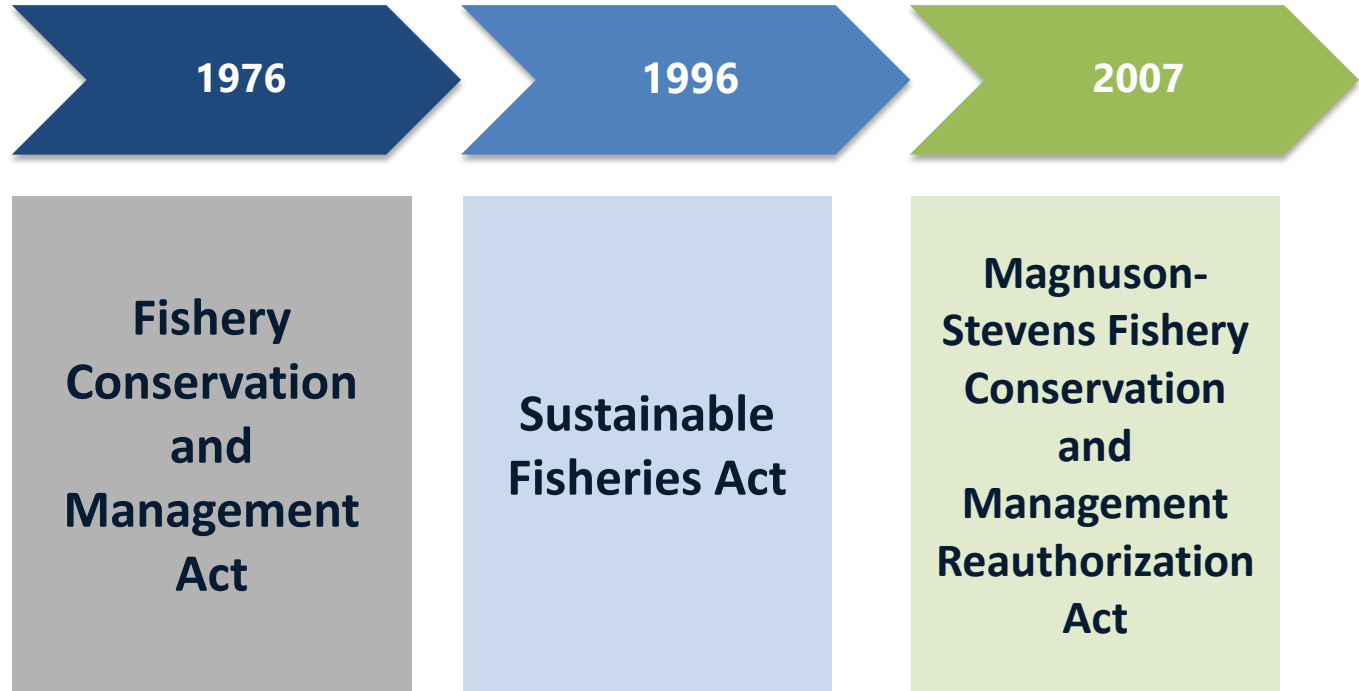 1976
1996
2007
Fishery
Conservation
and
Management
Act
Sustainable
Fisheries Act
Magnuson-
Stevens Fishery
Conservation
and
Management
Reauthorization
Act